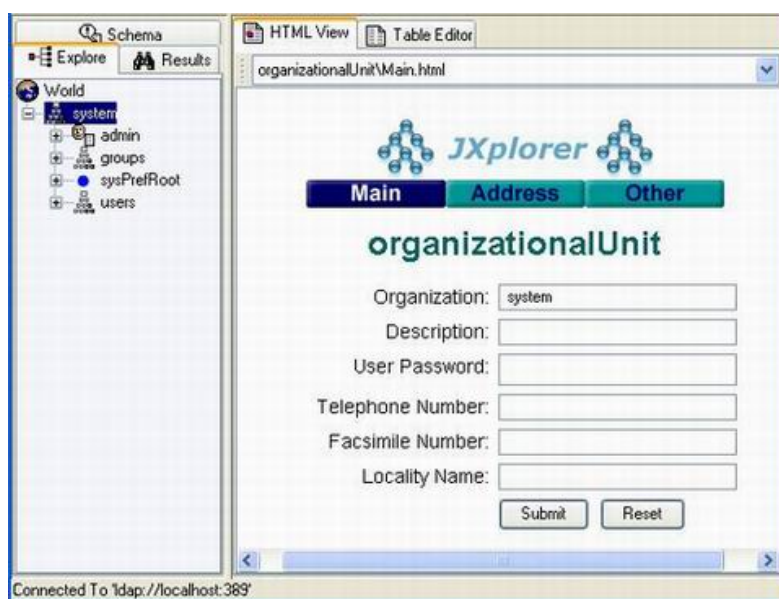 Schema
Explore
Results
World
system
admin
groups
sysPrefRoot
users
HTML View
Table Editor
organizationalUnit\Main.html
JXplorer
Main
Address
Other
organizationalUnit
Organization: system
Description:
User Password:
Telephone Number:
Facsimile Number:
Locality Name:
Submit
Reset
Connected To 'ldap://localhost:389'